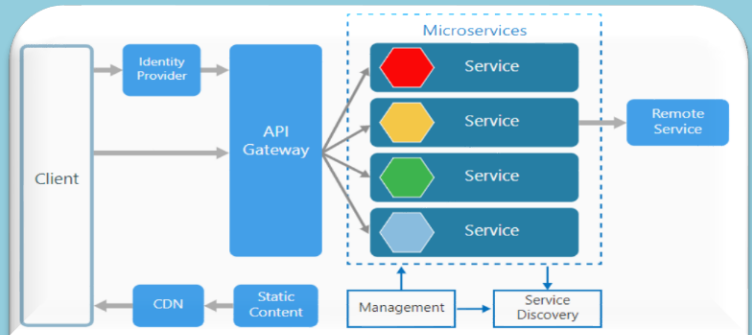 Microservices
Identity
Provider
Service
API
Gateway
Service
Remote
Service
Client
Service
Service
CDN
Static
Content
Management
Service
Discovery